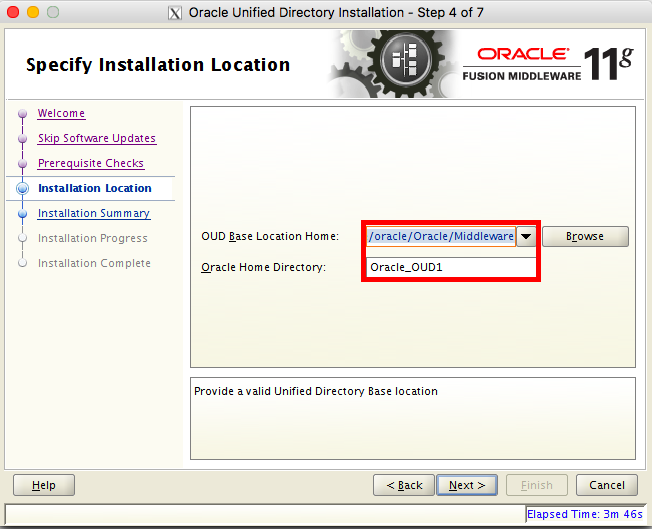 Oracle Unified Directory Installation - Step 4 of 7
Specify Installation Location
ORACLE
FUSION MIDDLEWARE
11g
Welcome
Skip Software Updates
Prerequisite Checks
Installation Location
Installation Summary
Installation Progress
Installation Complete
OUD Base Location Home: /oracle/Oracle/Middleware Browse
Oracle Home Directory: Oracle_OUD1
Provide a valid Unified Directory Base location
Help < Back Next > Finish Cancel
Elapsed Time: 3m 46s